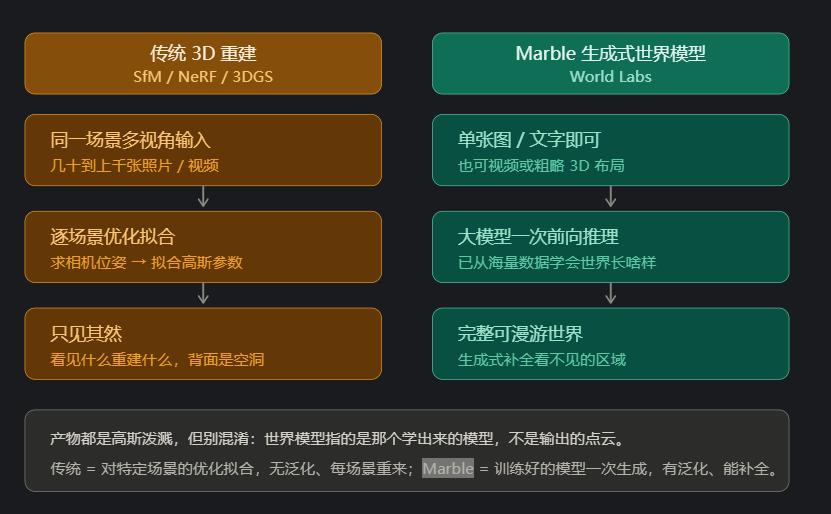 传统 3D 重建
SfM / NeRF / 3DGS
同一场景多视角输入
几十到上千张照片 / 视频
逐场景优化拟合
求相机位姿 → 拟合高斯参数
只见其然
看见什么重建什么，背面是空洞
Marble 生成式世界模型
World Labs
单张图 / 文字即可
也可视频或粗略 3D 布局
大模型一次前向推理
已从海量数据学会世界长啥样
完整可漫游世界
生成式补全看不见的区域
产物都是高斯泼溅，但别混淆：世界模型指的是那个学出来的模型，不是输出的点云。
传统 = 对特定场景的优化拟合，无泛化、每场景重来；Marble = 训练好的模型一次生成，有泛化、能补全。